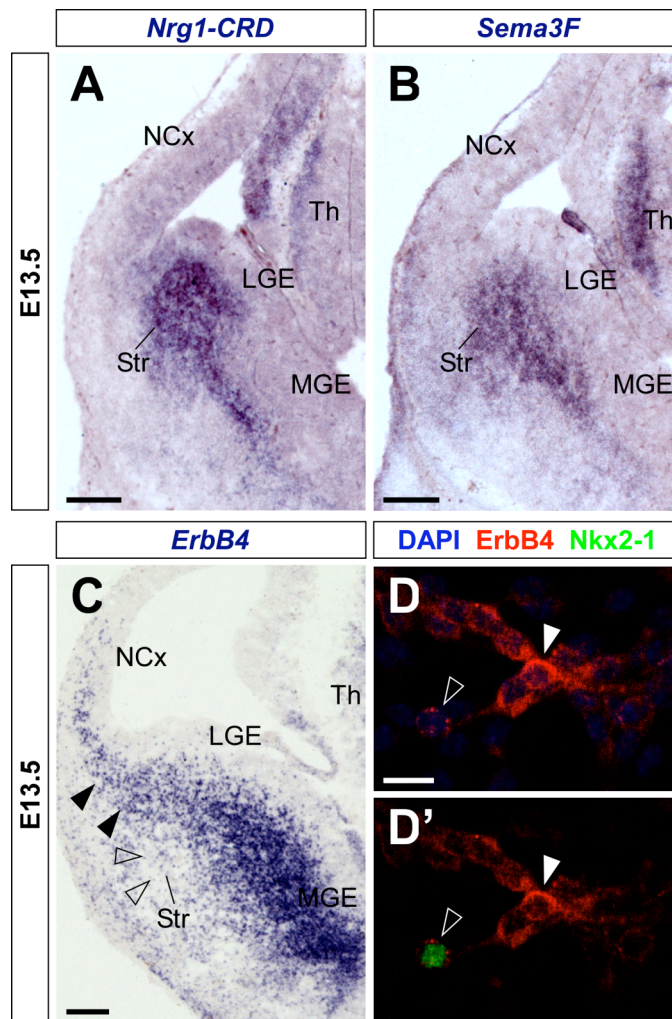 Nrg1-CRD
Sema3F
E13.5
A
NCx
Th
LGE
Str
MGE
B
NCx
Th
LGE
Str
MGE
ErbB4
DAPI ErbB4 Nkx2-1
E13.5
C
NCx
Th
LGE
MGE
Str
D
D'